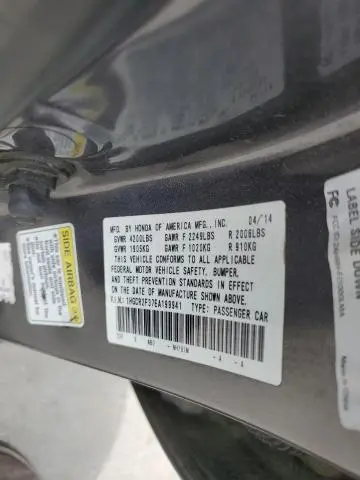 MFD. BY HONDA OF AMERICA MFG., INC. 04/14
GVWR 4200LBS GAWR F 2249LBS R 2006LBS
GVWR 1905KG GAWR F 1020KG R 910KG
THIS VEHICLE CONFORMS TO ALL APPLICABLE
FEDERAL MOTOR VEHICLE SAFETY, BUMPER,
AND THEFT PREVENTION STANDARDS IN EFFECT
ON THE DATE OF MANUFACTURE SHOWN ABOVE.
V.I.N.: 1HGCR2F37EA199941 TYPE: PASSENGER CAR
A
A - A
SIDE AIRBAG
LABEL SIDE DOWN